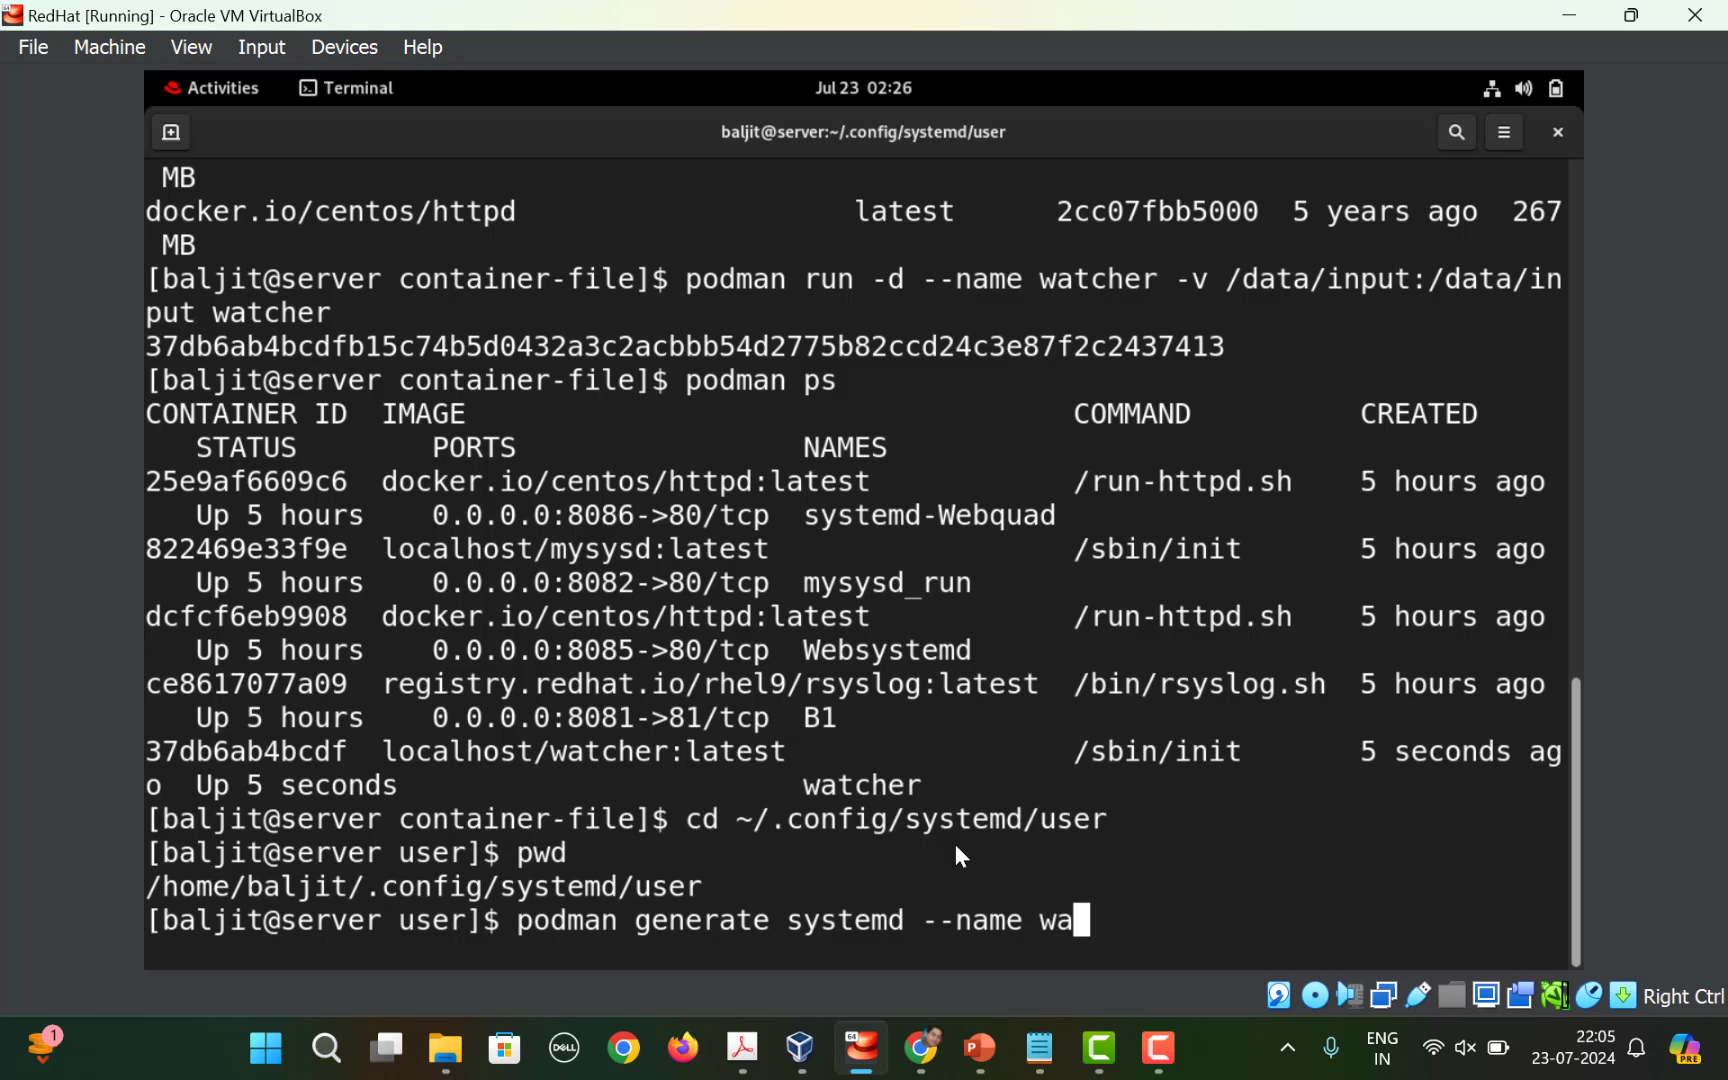 RedHat [Running] - Oracle VM VirtualBox
File Machine View Input Devices Help
Activities Terminal Jul 23 02:26
baljit@server:~/.config/systemd/user
MB
docker.io/centos/httpd latest 2cc07fbb5000 5 years ago 267
MB
[baljit@server container-file]$ podman run -d --name watcher -v /data/input:/data/in
put watcher
37db6ab4bcdfb15c74b5d0432a3c2acbbb54d2775b82ccd24c3e87f2c2437413
[baljit@server container-file]$ podman ps
CONTAINER ID IMAGE COMMAND CREATED
STATUS PORTS NAMES
25e9af6609c6 docker.io/centos/httpd:latest /run-httpd.sh 5 hours ago
Up 5 hours 0.0.0.0:8086->80/tcp systemd-Webquad
822469e33f9e localhost/mysysd:latest /sbin/init 5 hours ago
Up 5 hours 0.0.0.0:8082->80/tcp mysysd_run
dcfcf6eb9908 docker.io/centos/httpd:latest /run-httpd.sh 5 hours ago
Up 5 hours 0.0.0.0:8085->80/tcp Websystemd
ce8617077a09 registry.redhat.io/rhel9/rsyslog:latest /bin/rsyslog.sh 5 hours ago
Up 5 hours 0.0.0.0:8081->81/tcp B1
37db6ab4bcdf localhost/watcher:latest /sbin/init 5 seconds ag
o Up 5 seconds watcher
[baljit@server container-file]$ cd ~/.config/systemd/user
[baljit@server user]$ pwd
/home/baljit/.config/systemd/user
[baljit@server user]$ podman generate systemd --name wa
Right Ctrl
1 DELL 64 ENG 22:05
IN 23-07-2024 PRE